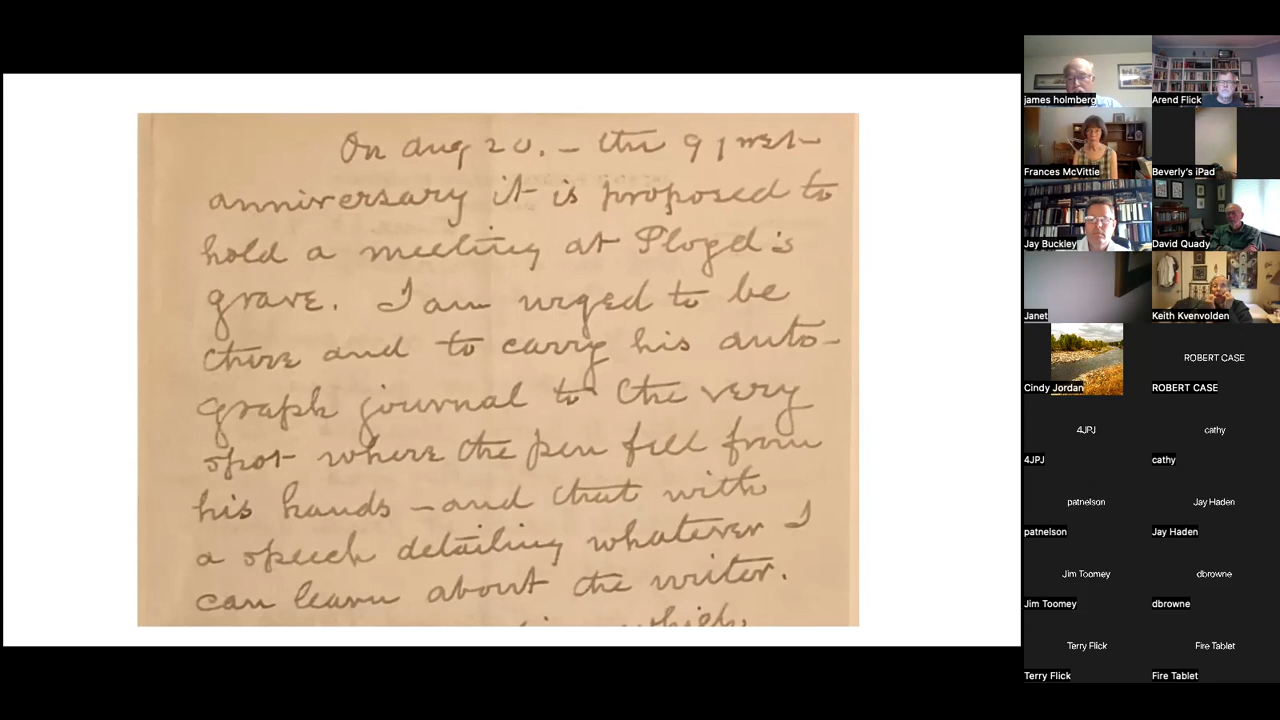 On Aug 20. – the 91 rst
anniversary it is proposed to
hold a meeting at Floyd's
grave. I am urged to be
there and to carry his auto-
graph journal to the very
spot where the pen fell from
his hands – and that with
a speech detailing whatever I
can learn about the writer.
which
james holmberg
Arend Flick
Frances McVittie
Beverly's iPad
Jay Buckley
David Quady
Janet
Keith Kvenvolden
Cindy Jordan
ROBERT CASE
ROBERT CASE
4JPJ
cathy
4JPJ
cathy
patnelson
Jay Haden
patnelson
Jay Haden
Jim Toomey
dbrowne
Jim Toomey
dbrowne
Terry Flick
Fire Tablet
Terry Flick
Fire Tablet